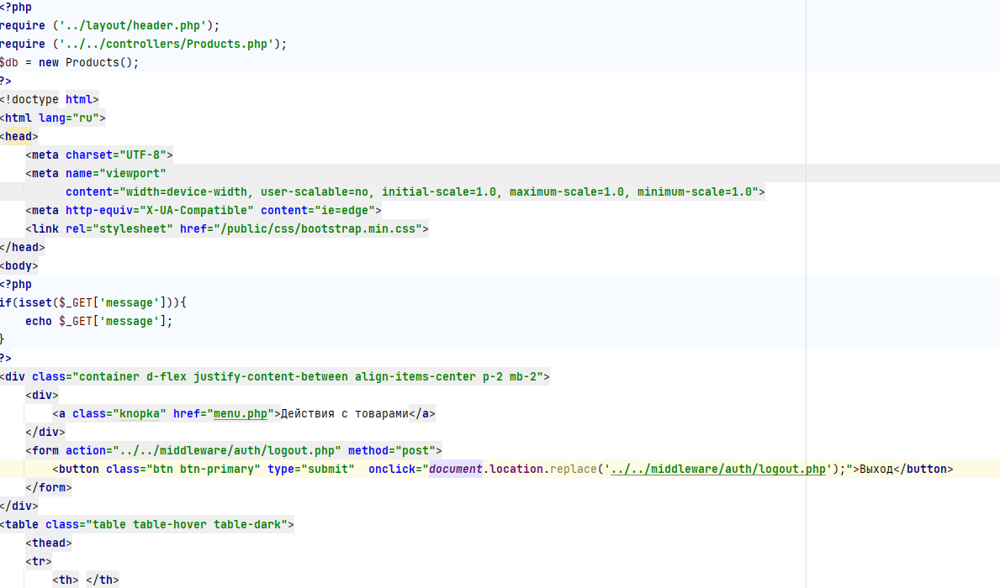 <?php
require ('../layout/header.php');
require ('../../controllers/Products.php');
$db = new Products();
?>
<!doctype html>
<html lang="ru">
<head>
    <meta charset="UTF-8">
    <meta name="viewport"
          content="width=device-width, user-scalable=no, initial-scale=1.0, maximum-scale=1.0, minimum-scale=1.0">
    <meta http-equiv="X-UA-Compatible" content="ie=edge">
    <link rel="stylesheet" href="/public/css/bootstrap.min.css">
</head>
<body>
<?php
if(isset($_GET['message'])){
    echo $_GET['message'];
}
?>
<div class="container d-flex justify-content-between align-items-center p-2 mb-2">
    <div>
        <a class="knopka" href="menu.php">Действия с товарами</a>
    </div>
    <form action="../../middleware/auth/logout.php" method="post">
        <button class="btn btn-primary" type="submit"  onclick="document.location.replace('../../middleware/auth/logout.php');">Выход</button>
    </form>
</div>
<table class="table table-hover table-dark">
    <thead>
    <tr>
        <th> </th>